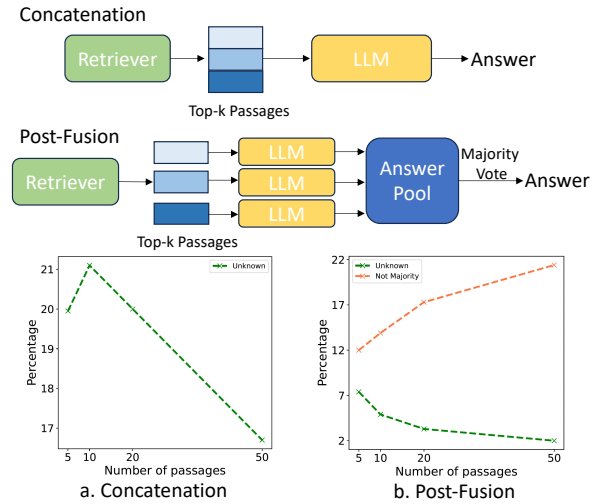 Concatenation
Retriever
LLM
Answer
Top-k Passages
Post-Fusion
Retriever
LLM
LLM
LLM
Answer
Pool
Majority
Vote
Answer
Top-k Passages
Unknown
21
20
19
18
17
Percentage
5 10 20 50
Number of passages
a. Concatenation
Unknown
Not Majority
22
17
12
7
2
Percentage
5 10 20 50
Number of passages
b. Post-Fusion